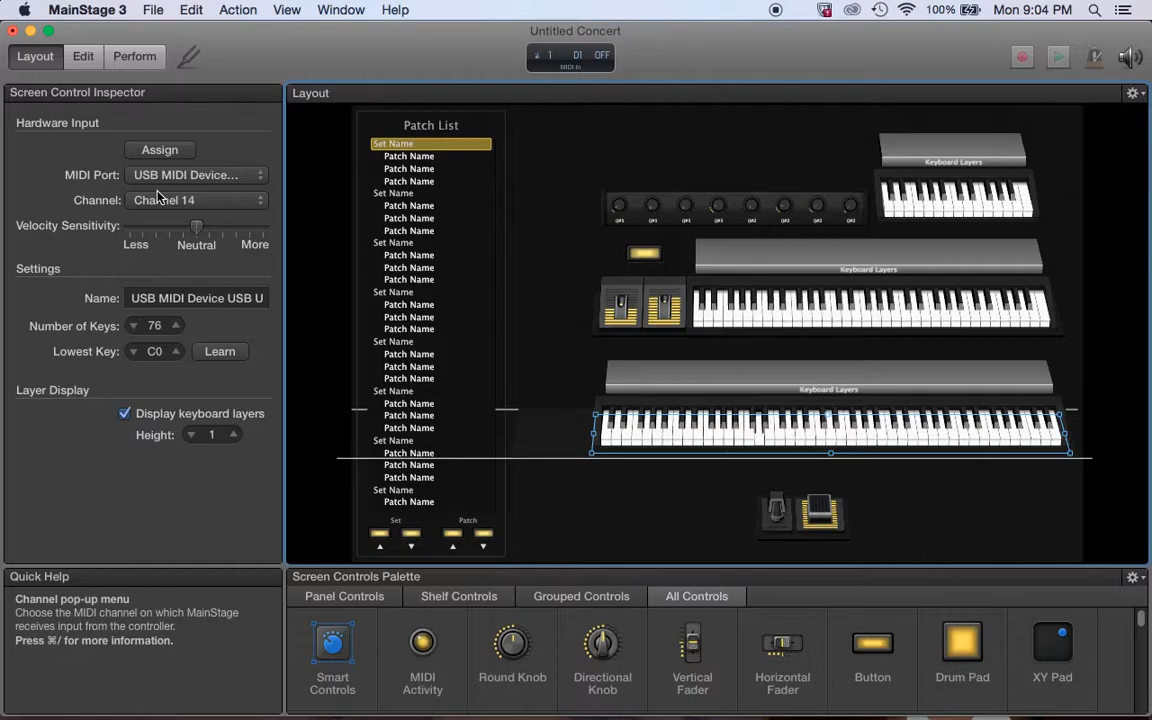 MainStage 3 File Edit Action View Window Help 100% Mon 9:04 PM
Untitled Concert
Layout Edit Perform
1 D1 OFF
MIDI In
Screen Control Inspector
Hardware Input
Assign
MIDI Port: USB MIDI Device...
Channel: Channel 14
Velocity Sensitivity:
Less Neutral More
Settings
Name: USB MIDI Device USB U
Number of Keys: 76
Lowest Key: C0 Learn
Layer Display
Display keyboard layers
Height: 1
Quick Help
Channel pop-up menu
Choose the MIDI channel on which MainStage
receives input from the controller.
Press ⌘/ for more information.
Layout
Patch List
Set Name
Patch Name
Patch Name
Patch Name
Set Name
Patch Name
Patch Name
Patch Name
Set Name
Patch Name
Patch Name
Patch Name
Set Name
Patch Name
Patch Name
Patch Name
Set Name
Patch Name
Patch Name
Patch Name
Set Name
Patch Name
Patch Name
Patch Name
Set Name
Patch Name
Patch Name
Patch Name
Set Name
Patch Name
Set Patch
Keyboard Layers
Keyboard Layers
Keyboard Layers
Screen Controls Palette
Panel Controls Shelf Controls Grouped Controls All Controls
Smart Controls
MIDI Activity
Round Knob
Directional Knob
Vertical Fader
Horizontal Fader
Button
Drum Pad
XY Pad